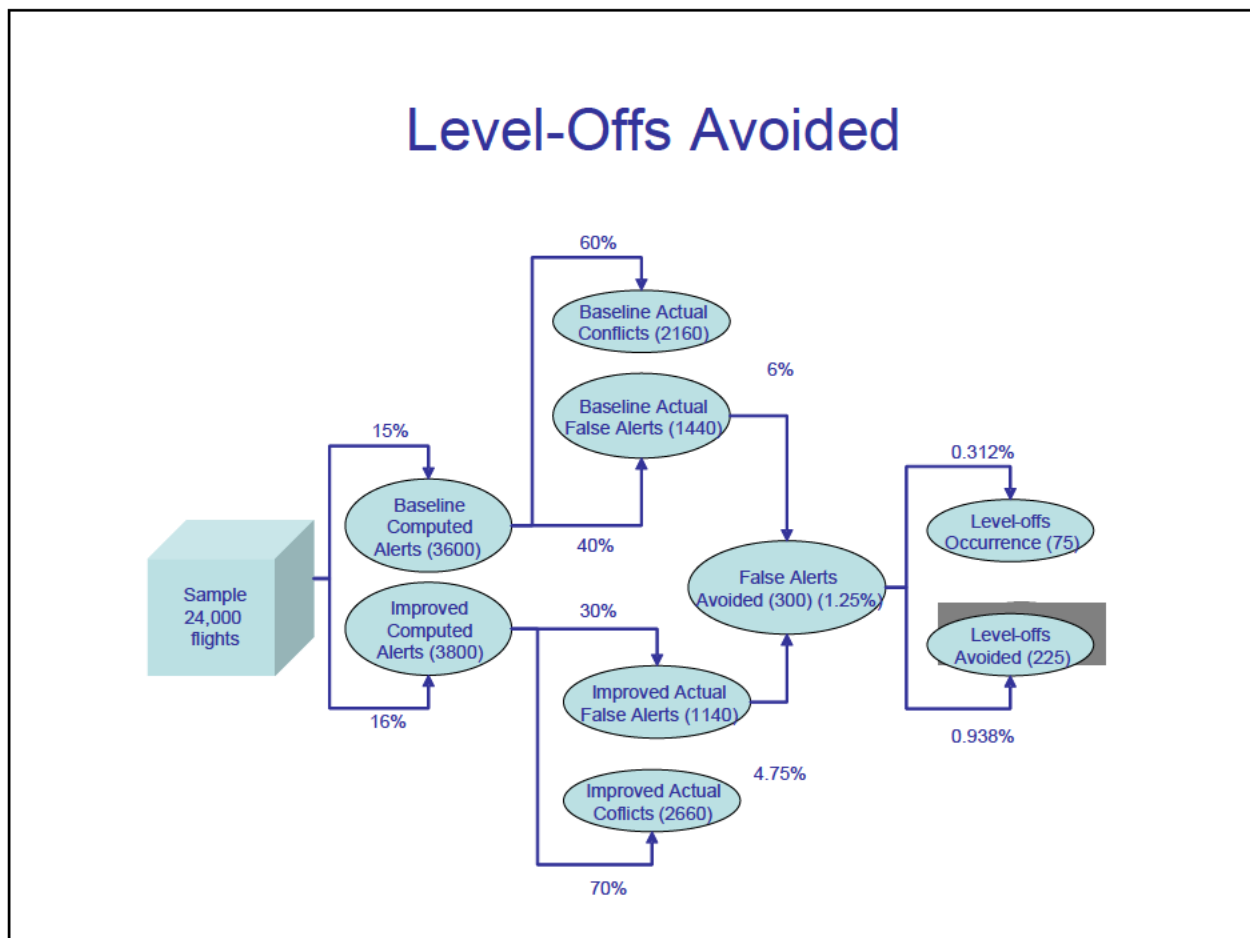 Level-Offs Avoided
60%
Baseline Actual
Conflicts (2160)
6%
Baseline Actual
False Alerts (1440)
15%
0.312%
Baseline
Computed
Alerts (3600)
Level-offs
Occurrence (75)
40%
Sample
24,000
flights
False Alerts
Avoided (300) (1.25%)
Improved
Computed
Alerts (3800)
30%
Level-offs
Avoided (225)
Improved Actual
False Alerts (1140)
16%
0.938%
4.75%
Improved Actual
Coflicts (2660)
70%